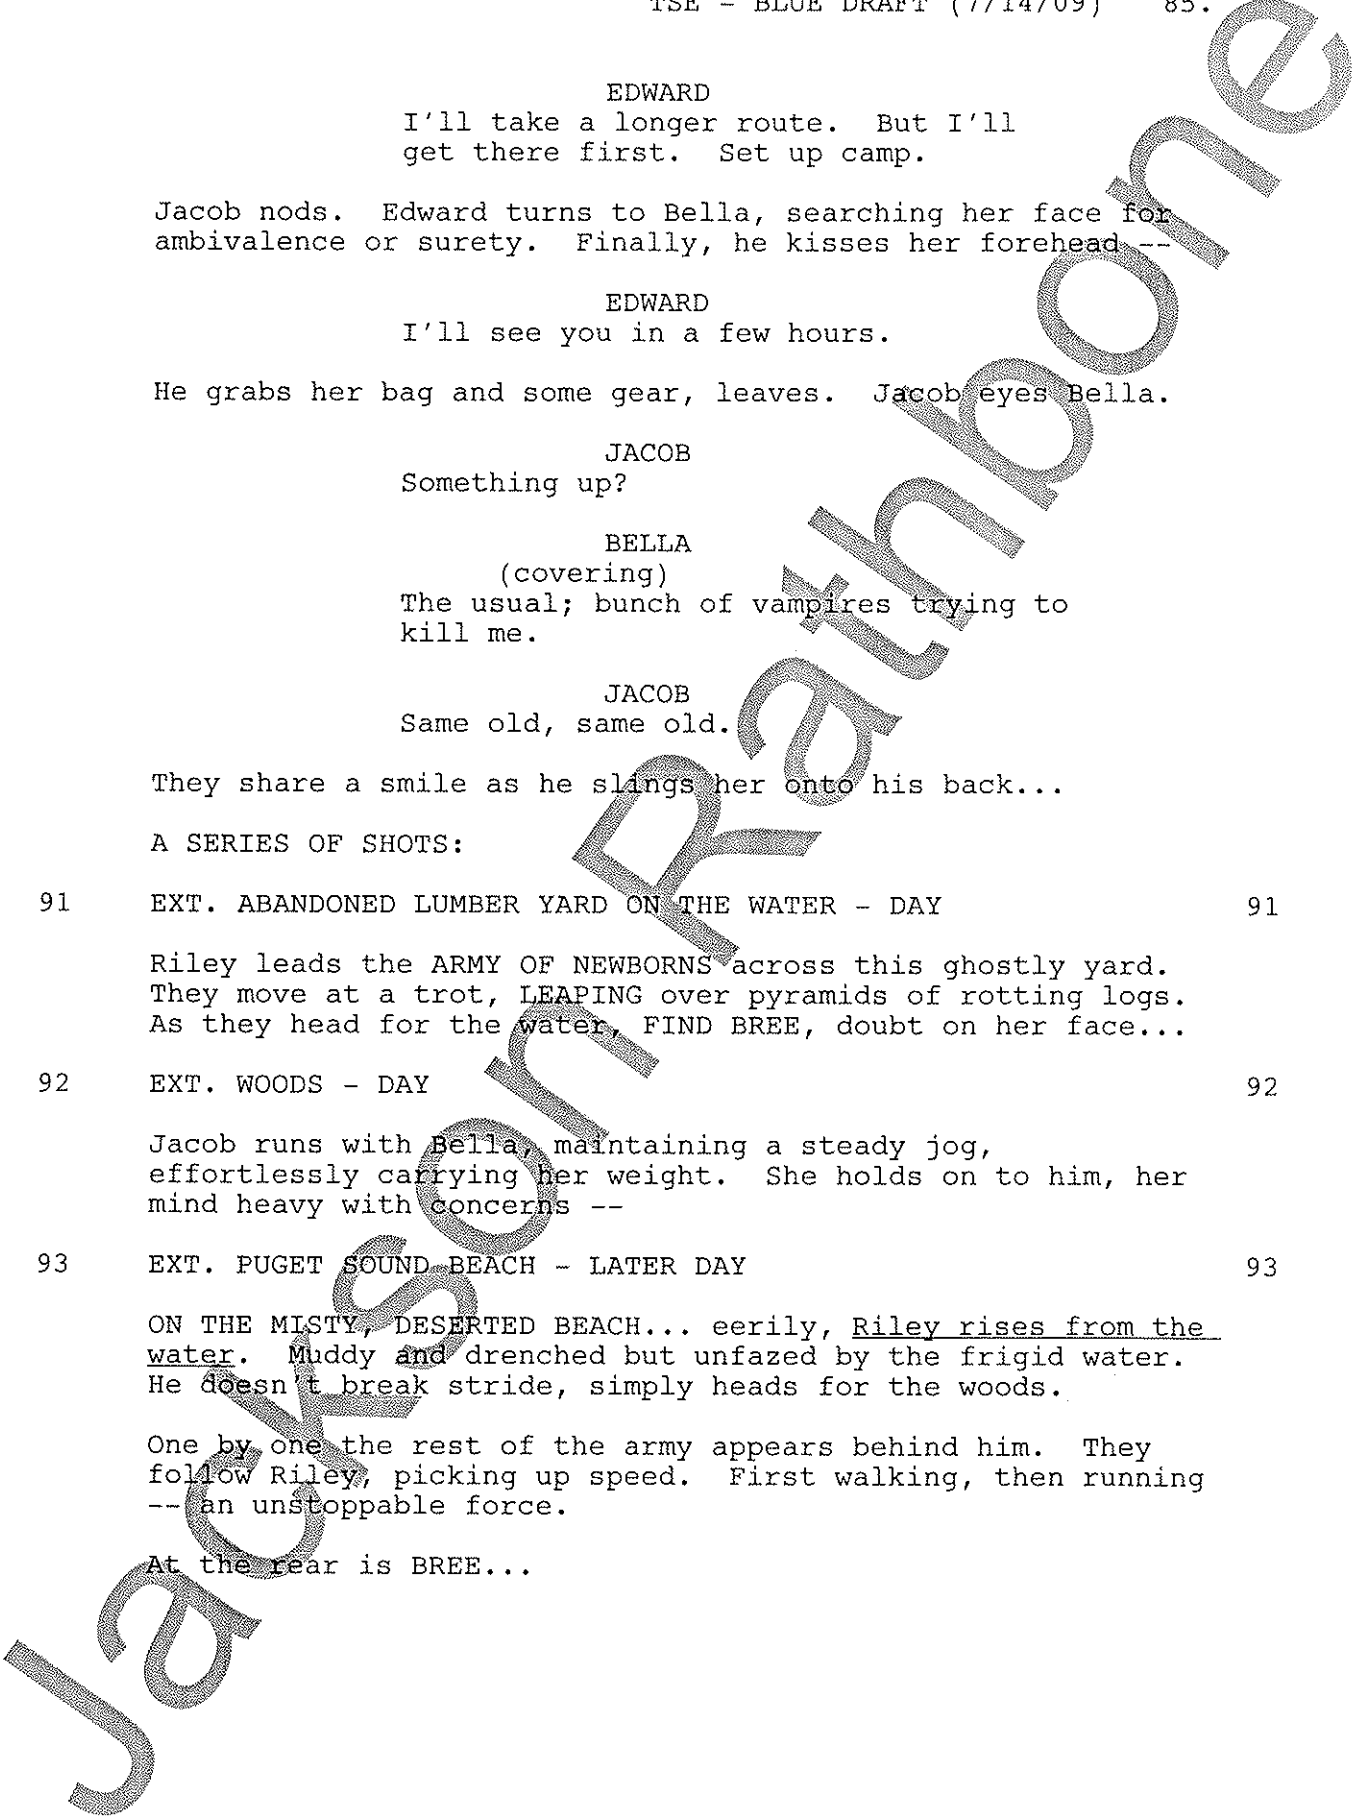 TSE - BLUE DRAFT (7/14/09) 85.
EDWARD
I'll take a longer route. But I'll
get there first. Set up camp.
Jacob nods. Edward turns to Bella, searching her face for
ambivalence or surety. Finally, he kisses her forehead --
EDWARD
I'll see you in a few hours.
He grabs her bag and some gear, leaves. Jacob eyes Bella.
JACOB
Something up?
BELLA
(covering)
The usual; bunch of vampires trying to
kill me.
JACOB
Same old, same old.
They share a smile as he slings her onto his back...
A SERIES OF SHOTS:
91 EXT. ABANDONED LUMBER YARD ON THE WATER - DAY 91
Riley leads the ARMY OF NEWBORNS across this ghostly yard.
They move at a trot, LEAPING over pyramids of rotting logs.
As they head for the water, FIND BREE, doubt on her face...
92 EXT. WOODS - DAY 92
Jacob runs with Bella, maintaining a steady jog,
effortlessly carrying her weight. She holds on to him, her
mind heavy with concerns --
93 EXT. PUGET SOUND BEACH - LATER DAY 93
ON THE MISTY, DESERTED BEACH... eerily, Riley rises from the
water. Muddy and drenched but unfazed by the frigid water.
He doesn't break stride, simply heads for the woods.
One by one the rest of the army appears behind him. They
follow Riley, picking up speed. First walking, then running
-- an unstoppable force.
At the rear is BREE...
Jackson Rathbone